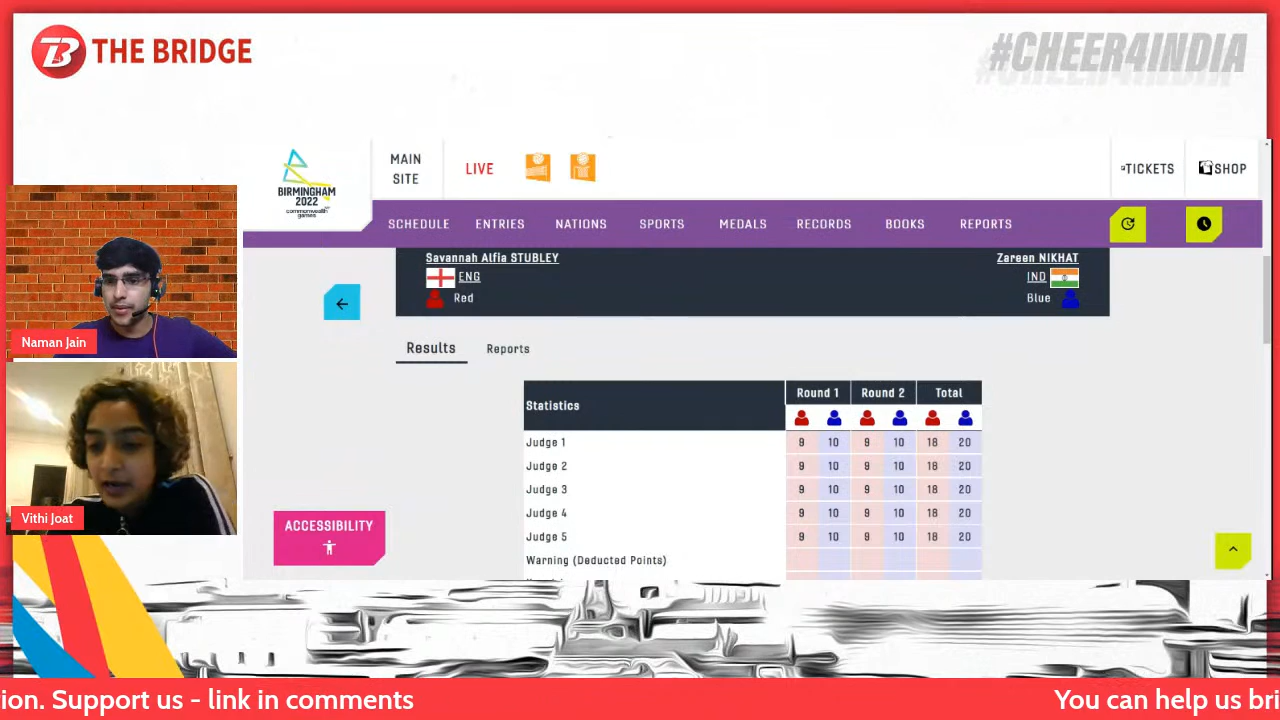 THE BRIDGE
#CHEER4INDIA
BIRMINGHAM
2022
commonwealth
games
MAIN
SITE
LIVE
TICKETS
SHOP
SCHEDULE
ENTRIES
NATIONS
SPORTS
MEDALS
RECORDS
BOOKS
REPORTS
Savannah Alfia STUBLEY
ENG
Red
Zareen NIKHAT
IND
Blue
Results
Reports
Statistics Round 1 Round 2 Total
Judge 1 9 10 9 10 18 20
Judge 2 9 10 9 10 18 20
Judge 3 9 10 9 10 18 20
Judge 4 9 10 9 10 18 20
Judge 5 9 10 9 10 18 20
Warning (Deducted Points)
Naman Jain
Vithi Joat
ACCESSIBILITY
ion. Support us - link in comments
You can help us bri